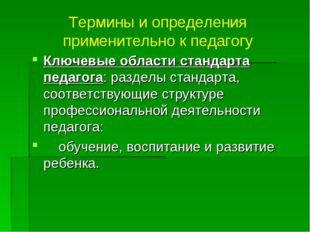 Термины и определения
применительно к педагогу
Ключевые области стандарта
педагога: разделы стандарта,
соответствующие структуре
профессиональной деятельности
педагога:
обучение, воспитание и развитие
ребенка.